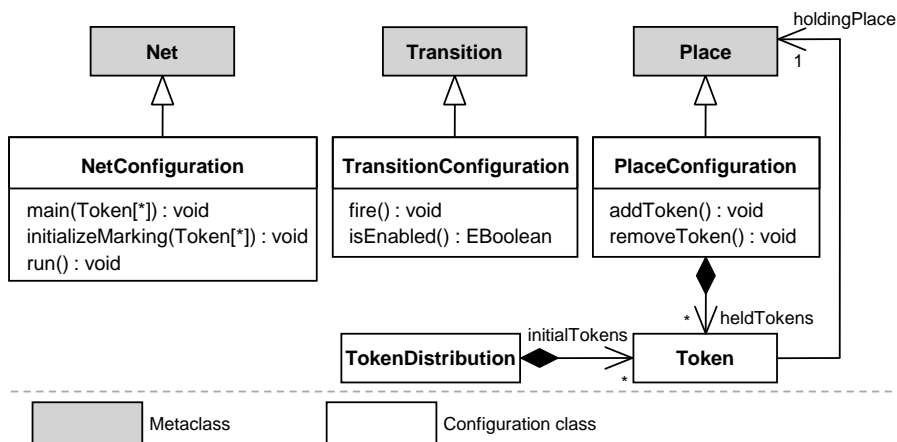 holdingPlace
Net
Transition
Place
1
NetConfiguration
main(Token[*]) : void
initializeMarking(Token[*]) : void
run() : void
TransitionConfiguration
fire() : void
isEnabled() : EBoolean
PlaceConfiguration
addToken() : void
removeToken() : void
* heldTokens
TokenDistribution
initialTokens
*
Token
Metaclass
Configuration class